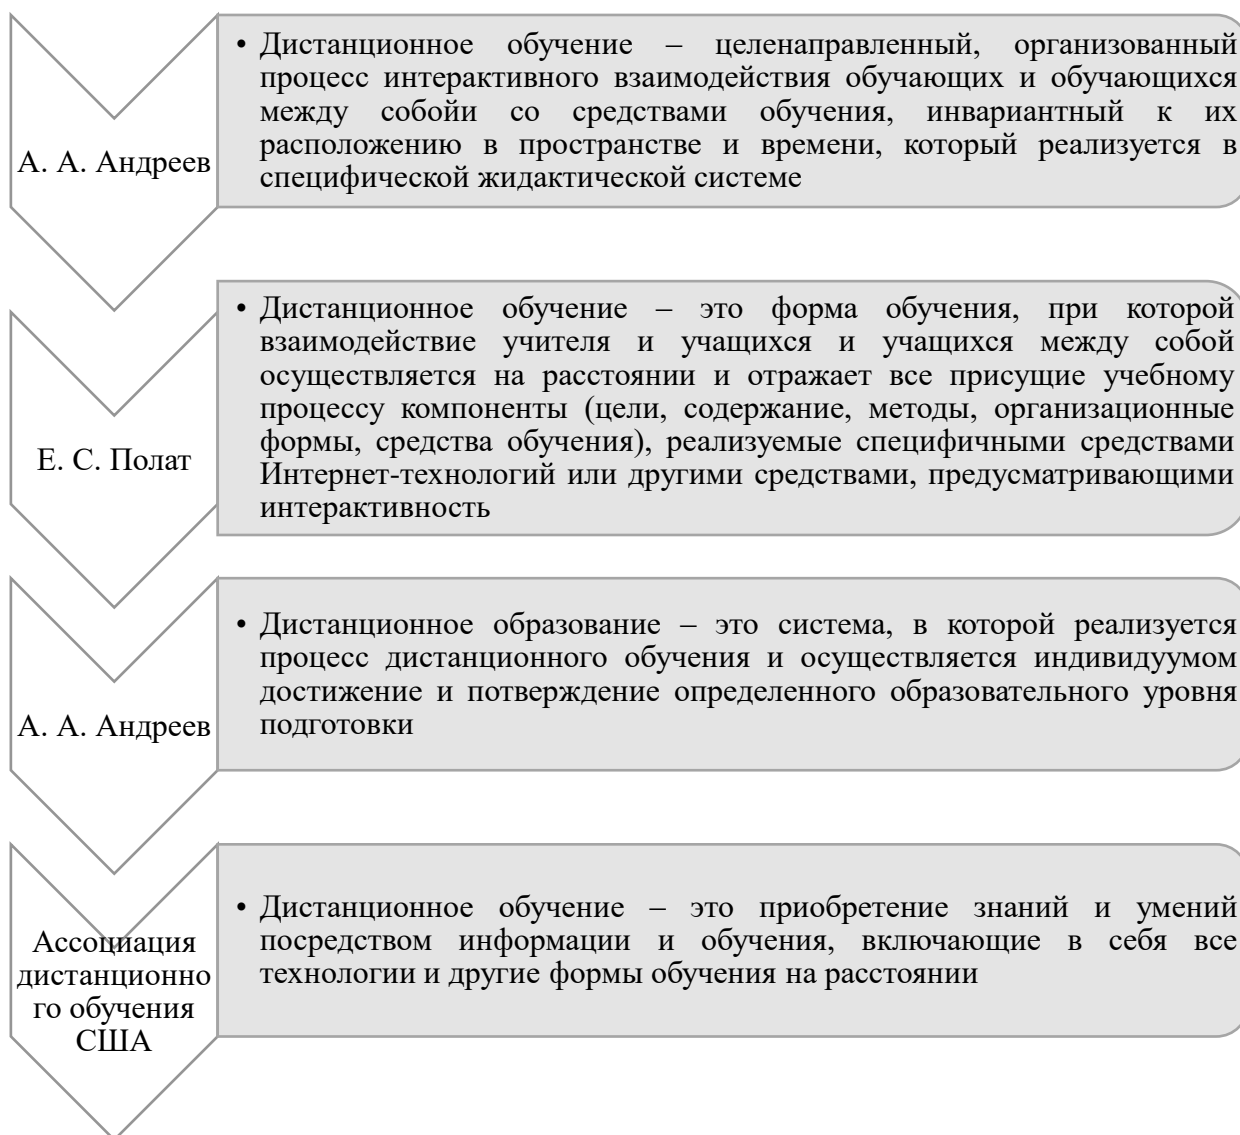 А. А. Андреев
• Дистанционное обучение – целенаправленный, организованный
процесс интерактивного взаимодействия обучающих и обучающихся
между собойи со средствами обучения, инвариантный к их
расположению в пространстве и времени, который реализуется в
специфической жидактической системе
Е. С. Полат
• Дистанционное обучение – это форма обучения, при которой
взаимодействие учителя и учащихся и учащихся между собой
осуществляется на расстоянии и отражает все присущие учебному
процессу компоненты (цели, содержание, методы, организационные
формы, средства обучения), реализуемые специфичными средствами
Интернет-технологий или другими средствами, предусматривающими
интерактивность
А. А. Андреев
• Дистанционное образование – это система, в которой реализуется
процесс дистанционного обучения и осуществляется индивидуумом
достижение и потверждение определенного образовательного уровня
подготовки
Ассоциация
дистанционно
го обучения
США
• Дистанционное обучение – это приобретение знаний и умений
посредством информации и обучения, включающие в себя все
технологии и другие формы обучения на расстоянии